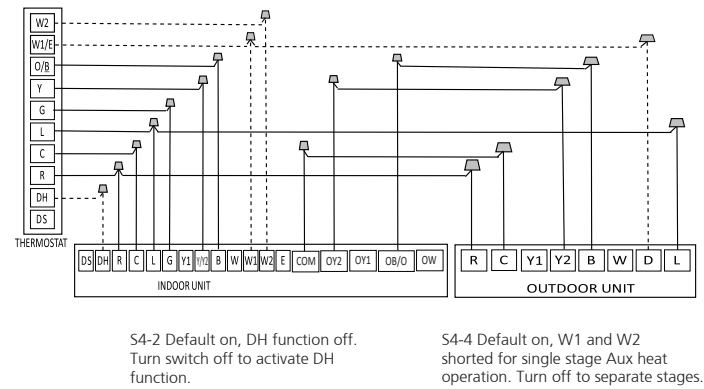 W2
W1/E
O/B
Y
G
L
C
R
DH
DS
THERMOSTAT
DS DH R C L G Y1 Y/Y2 B W W1 W2 E COM OY2 OY1 OB/O OW
INDOOR UNIT
R C Y1 Y2 B W D L
OUTDOOR UNIT
S4-2 Default on, DH function off.
Turn switch off to activate DH
function.
S4-4 Default on, W1 and W2
shorted for single stage Aux heat
operation. Turn off to separate stages.